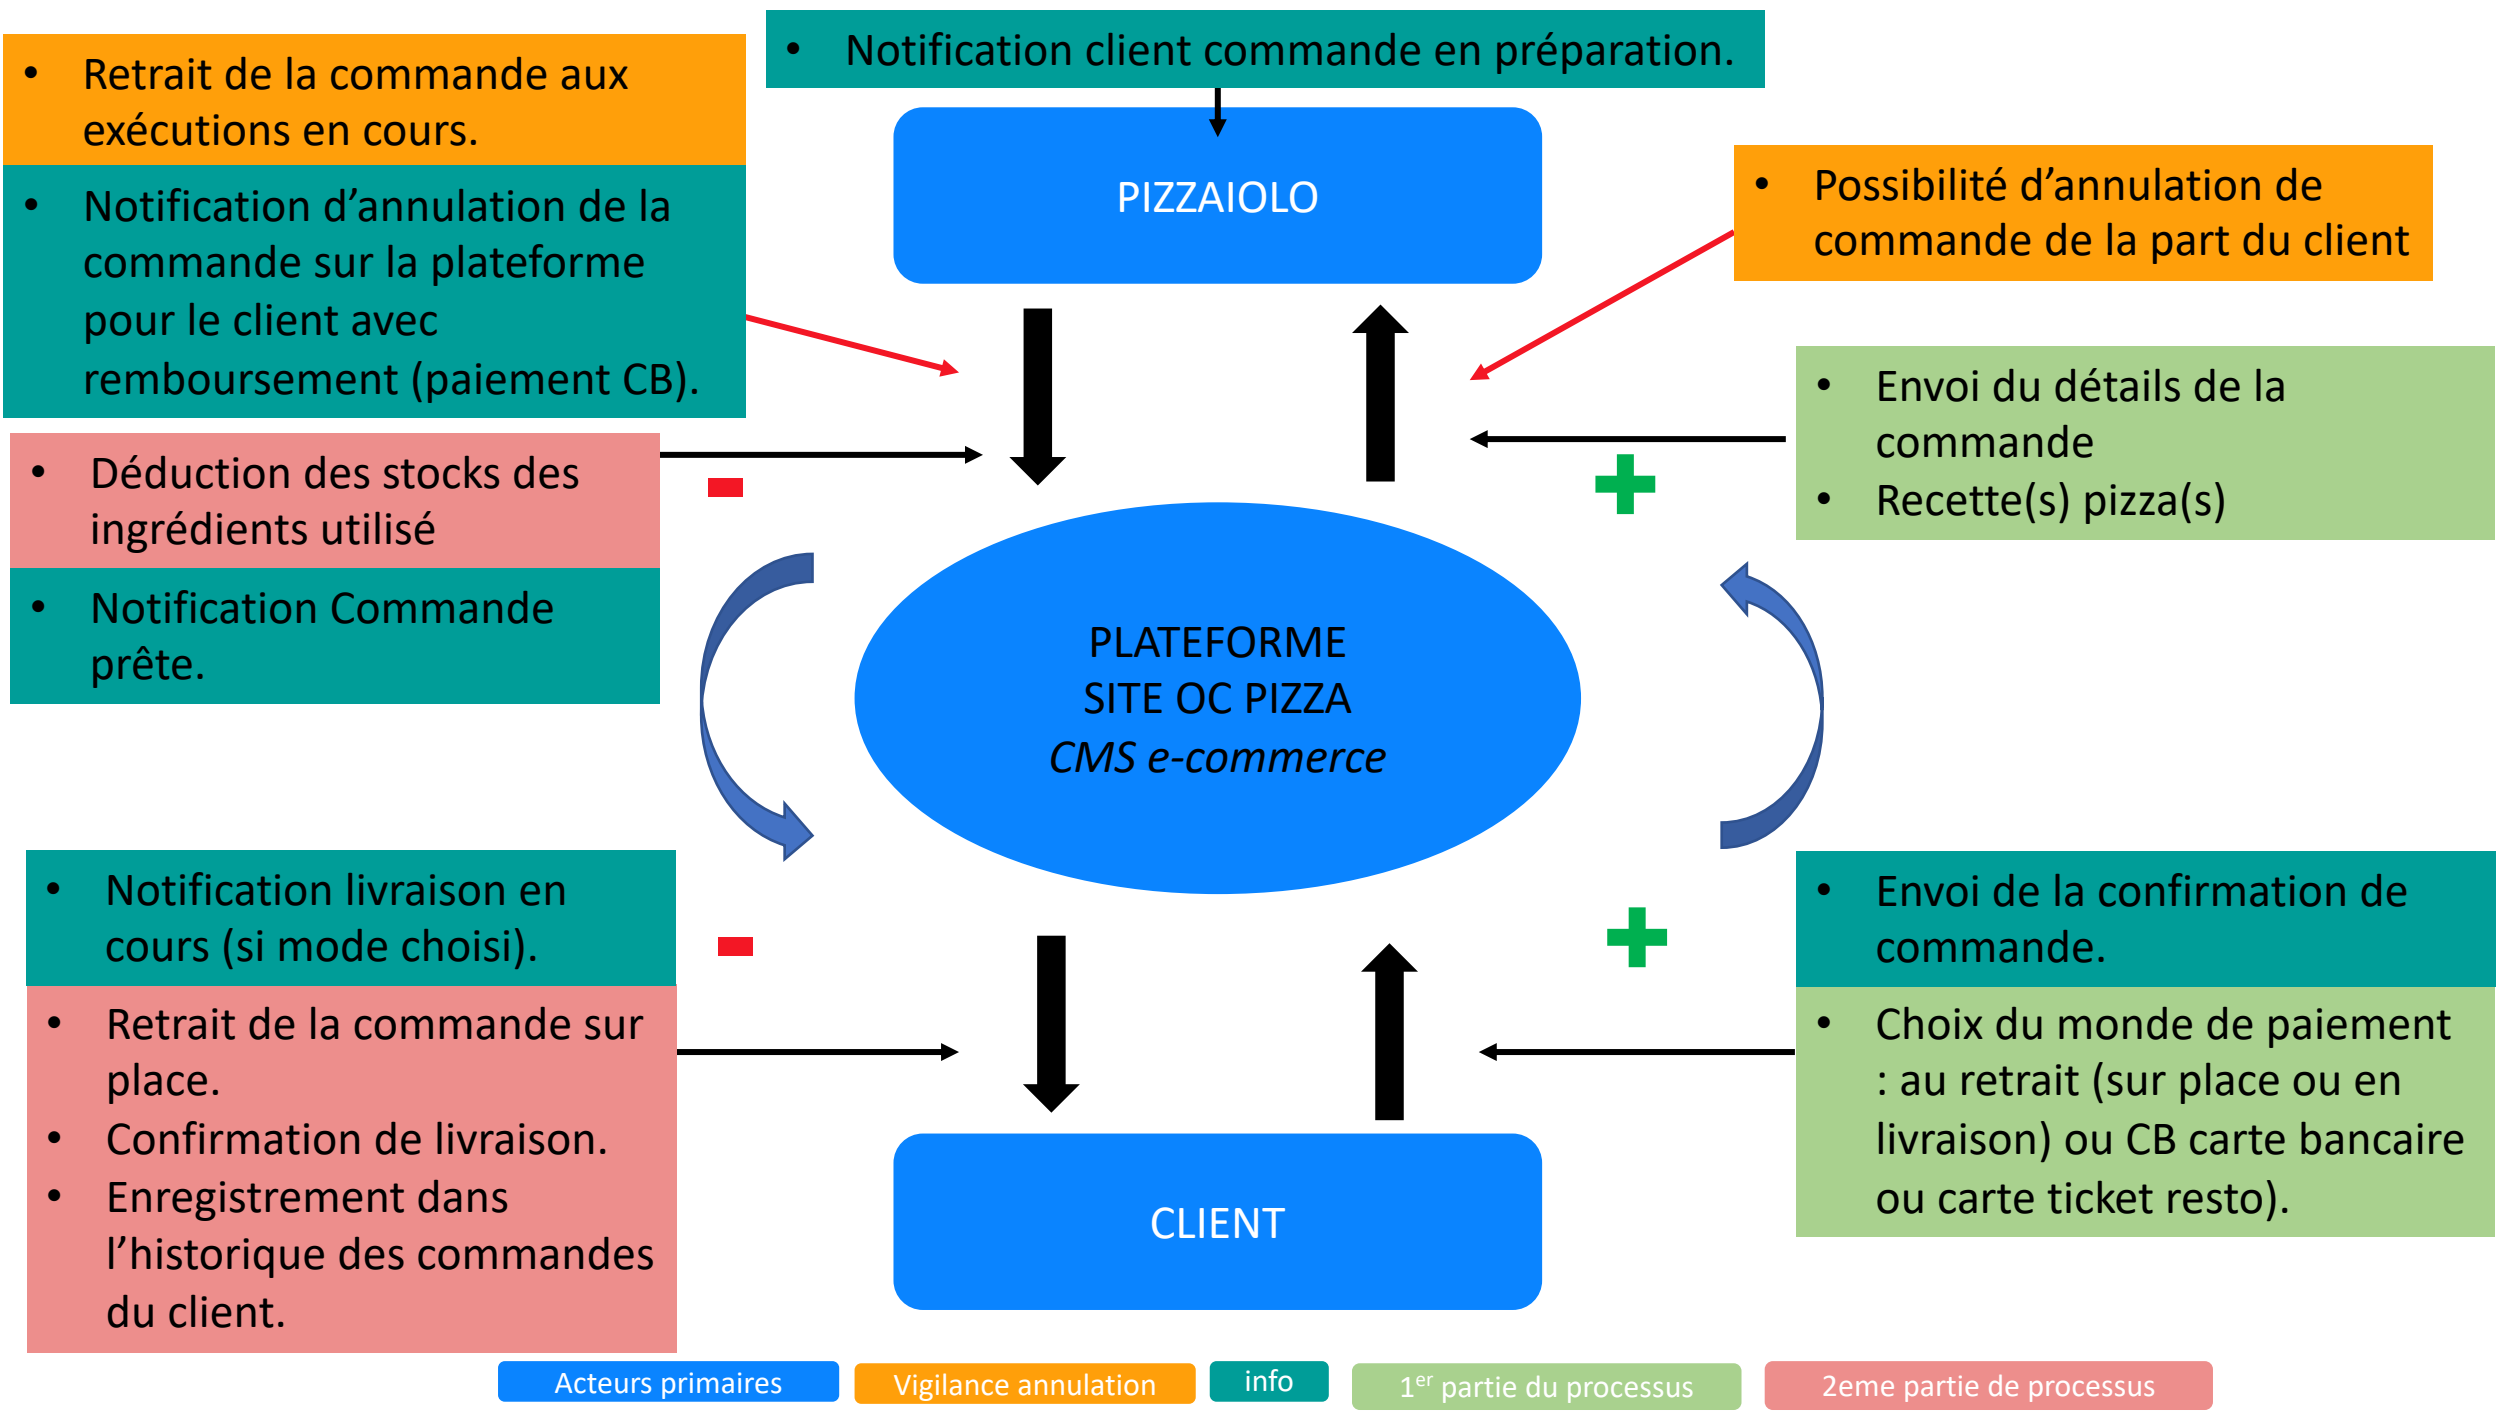 • Notification client commande en préparation.
• Retrait de la commande aux
exécutions en cours.
• Notification d’annulation de la
commande sur la plateforme
pour le client avec
remboursement (paiement CB).
PIZZAIOLO
• Possibilité d’annulation de
commande de la part du client
• Envoi du détails de la
commande
• Recette(s) pizza(s)
• Déduction des stocks des
ingrédients utilisé
• Notification Commande
prête.
PLATEFORME
SITE OC PIZZA
CMS e-commerce
• Notification livraison en
cours (si mode choisi).
• Retrait de la commande sur
place.
• Confirmation de livraison.
• Enregistrement dans
l’historique des commandes
du client.
• Envoi de la confirmation de
commande.
• Choix du monde de paiement
: au retrait (sur place ou en
livraison) ou CB carte bancaire
ou carte ticket resto).
CLIENT
Acteurs primaires
Vigilance annulation
info
1er partie du processus
2eme partie de processus